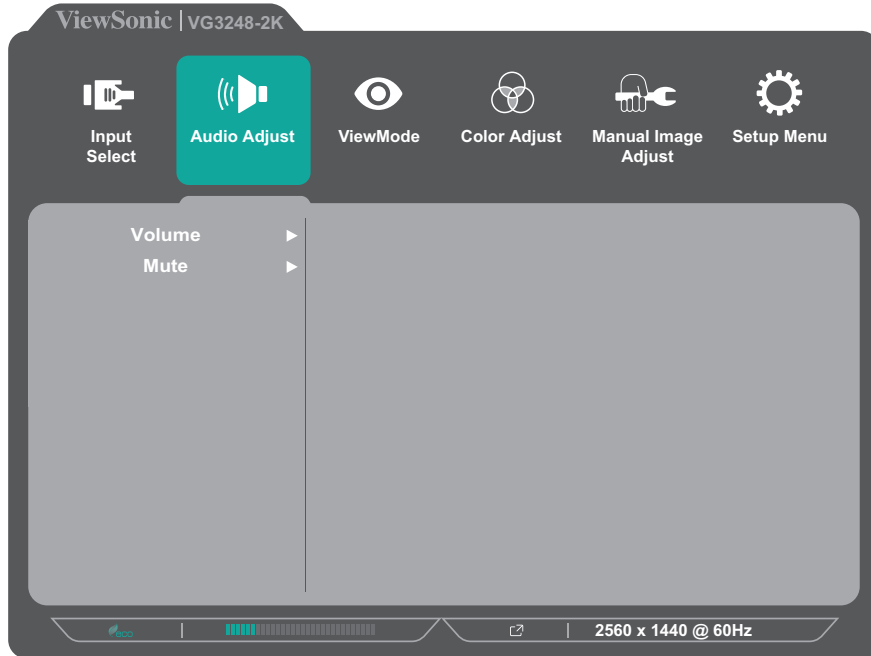 ViewSonic VG3248-2K
Input Select
Audio Adjust
ViewMode
Color Adjust
Manual Image Adjust
Setup Menu
Volume
Mute
eco
2560 x 1440 @ 60Hz